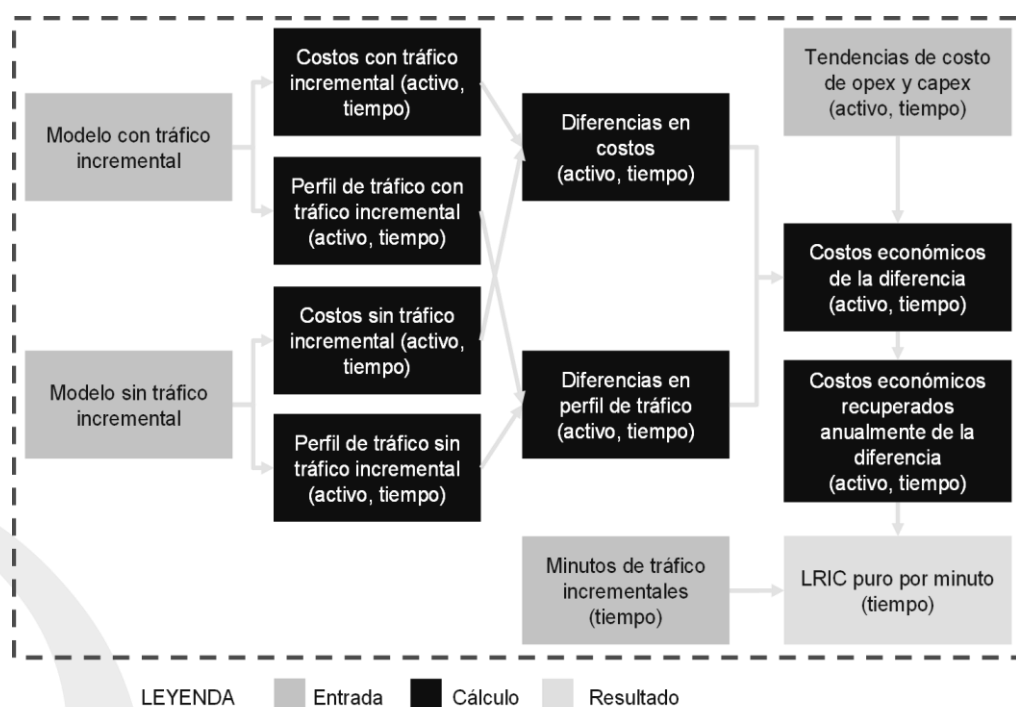 Modelo con tráfico
incremental
Modelo sin tráfico
incremental
Costos con tráfico
incremental (activo,
tiempo)
Perfil de tráfico con
tráfico incremental
(activo, tiempo)
Costos sin tráfico
incremental (activo,
tiempo)
Perfil de tráfico sin
tráfico incremental
(activo, tiempo)
Diferencias en
costos
(activo, tiempo)
Diferencias en
perfil de tráfico
(activo, tiempo)
Minutos de tráfico
incrementales
(tiempo)
Tendencias de costo
de opex y capex
(activo, tiempo)
Costos económicos
de la diferencia
(activo, tiempo)
Costos económicos
recuperados
anualmente de la
diferencia
(activo, tiempo)
LRIC puro por minuto
(tiempo)
LEYENDA Entrada Cálculo Resultado